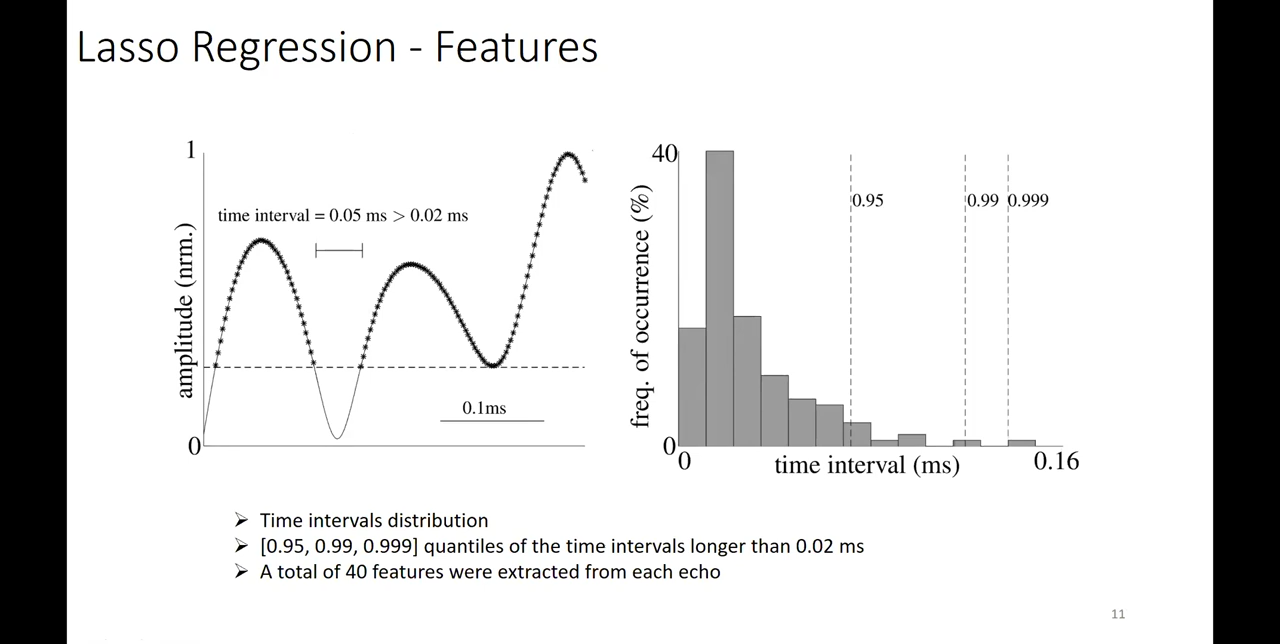 Lasso Regression - Features
1
time interval = 0.05 ms > 0.02 ms
amplitude (nrm.)
0.1ms
0
40
0.95
0.99
0.999
freq. of occurrence (%)
0
0
time interval (ms)
0.16
➢ Time intervals distribution
➢ [0.95, 0.99, 0.999] quantiles of the time intervals longer than 0.02 ms
➢ A total of 40 features were extracted from each echo
11